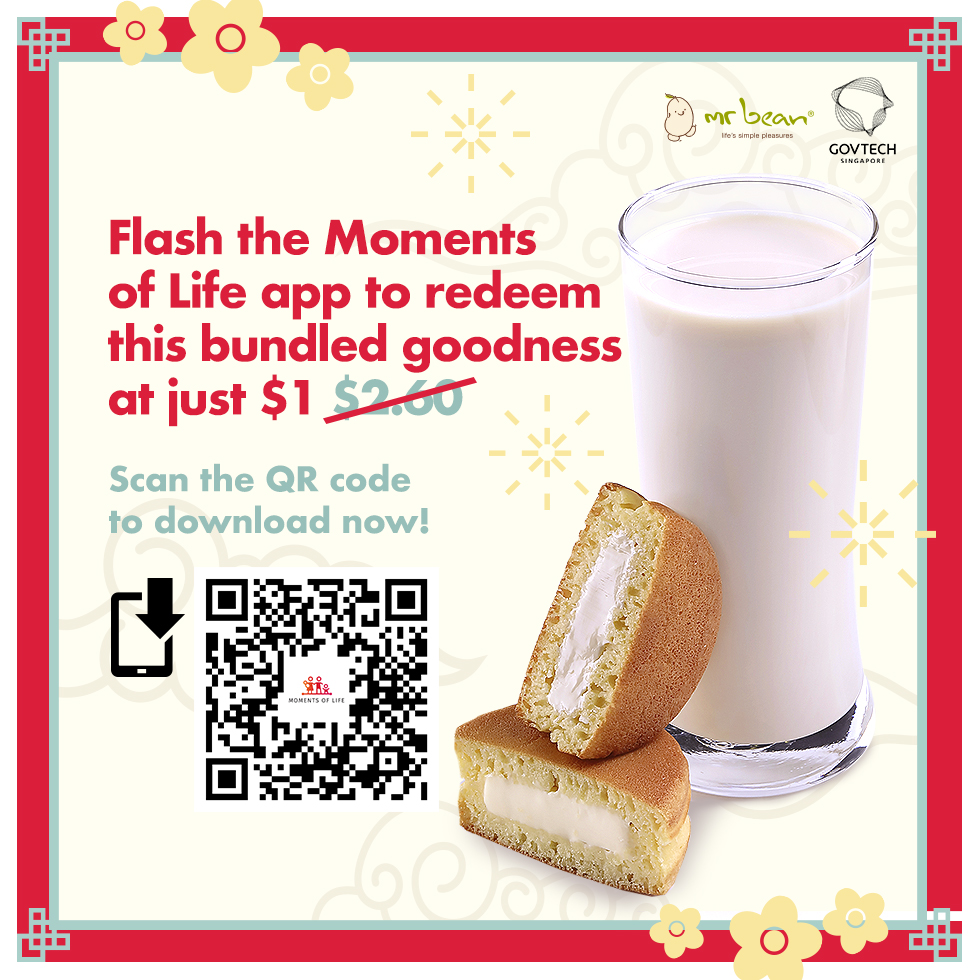 mr bean®
life's simple pleasures
GOVTECH
SINGAPORE
Flash the Moments
of Life app to redeem
this bundled goodness
at just $1 $2.60
Scan the QR code
to download now!
MOMENTS OF LIFE